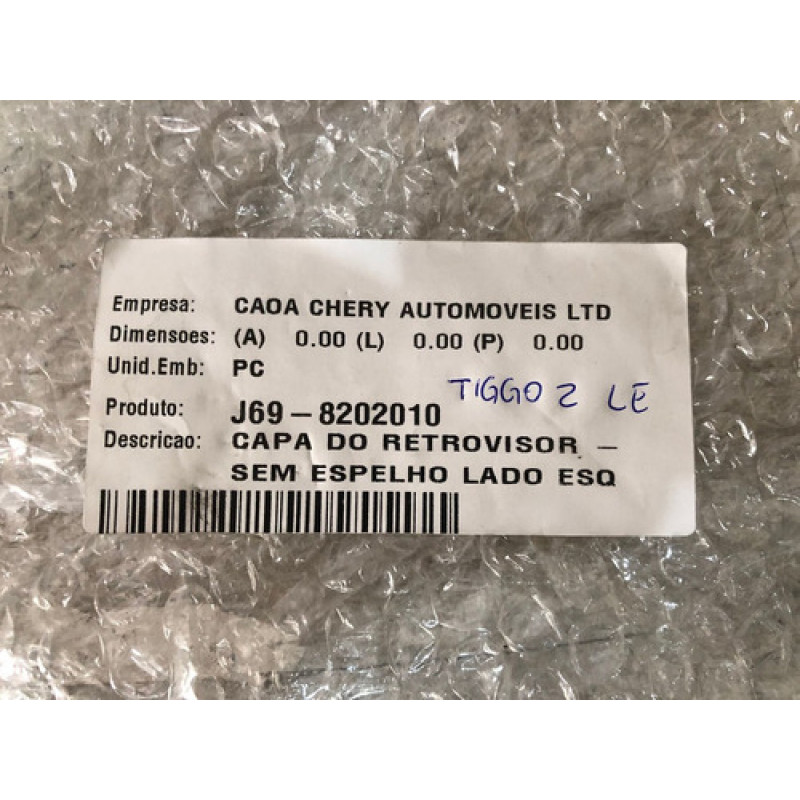 Empresa: CAOA CHERY AUTOMOVEIS LTD
Dimensoes: (A) 0.00 (L) 0.00 (P) 0.00
Unid.Emb: PC
TIGGO 2 LE
Produto: J69-8202010
Descricao: CAPA DO RETROVISOR -
SEM ESPELHO LADO ESQ